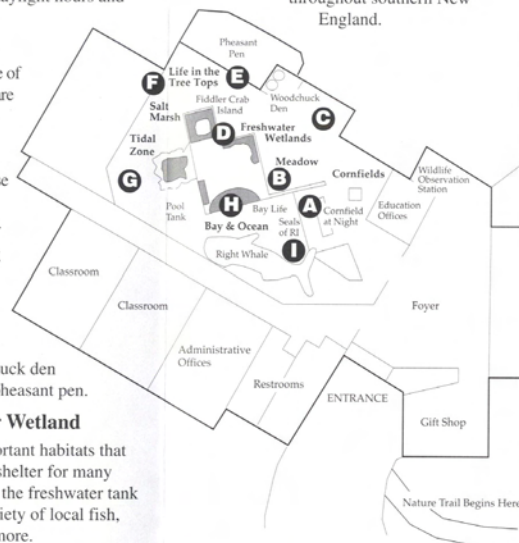 aylight hours and
throughout southern New
England.
e of
are
se
uck den
pheasant pen.
Wetland
ortant habitats that
shelter for many
the freshwater tank
iety of local fish,
more.
Pheasant
Pen
F
Life in the
Tree Tops
E
Salt
Marsh
Fiddler Crab
Island
Woodchuck
Den
C
D
Freshwater
Wetlands
Tidal
Zone
Meadow
B
Cornfields
Wildlife
Observation
Station
G
Pool
Tank
H
Bay Life
A
Cornfield
at Night
Education
Offices
Bay & Ocean
Seals
of RI
Right Whale
I
Classroom
Classroom
Foyer
Administrative
Offices
Restrooms
ENTRANCE
Gift Shop
Nature Trail Begins Here